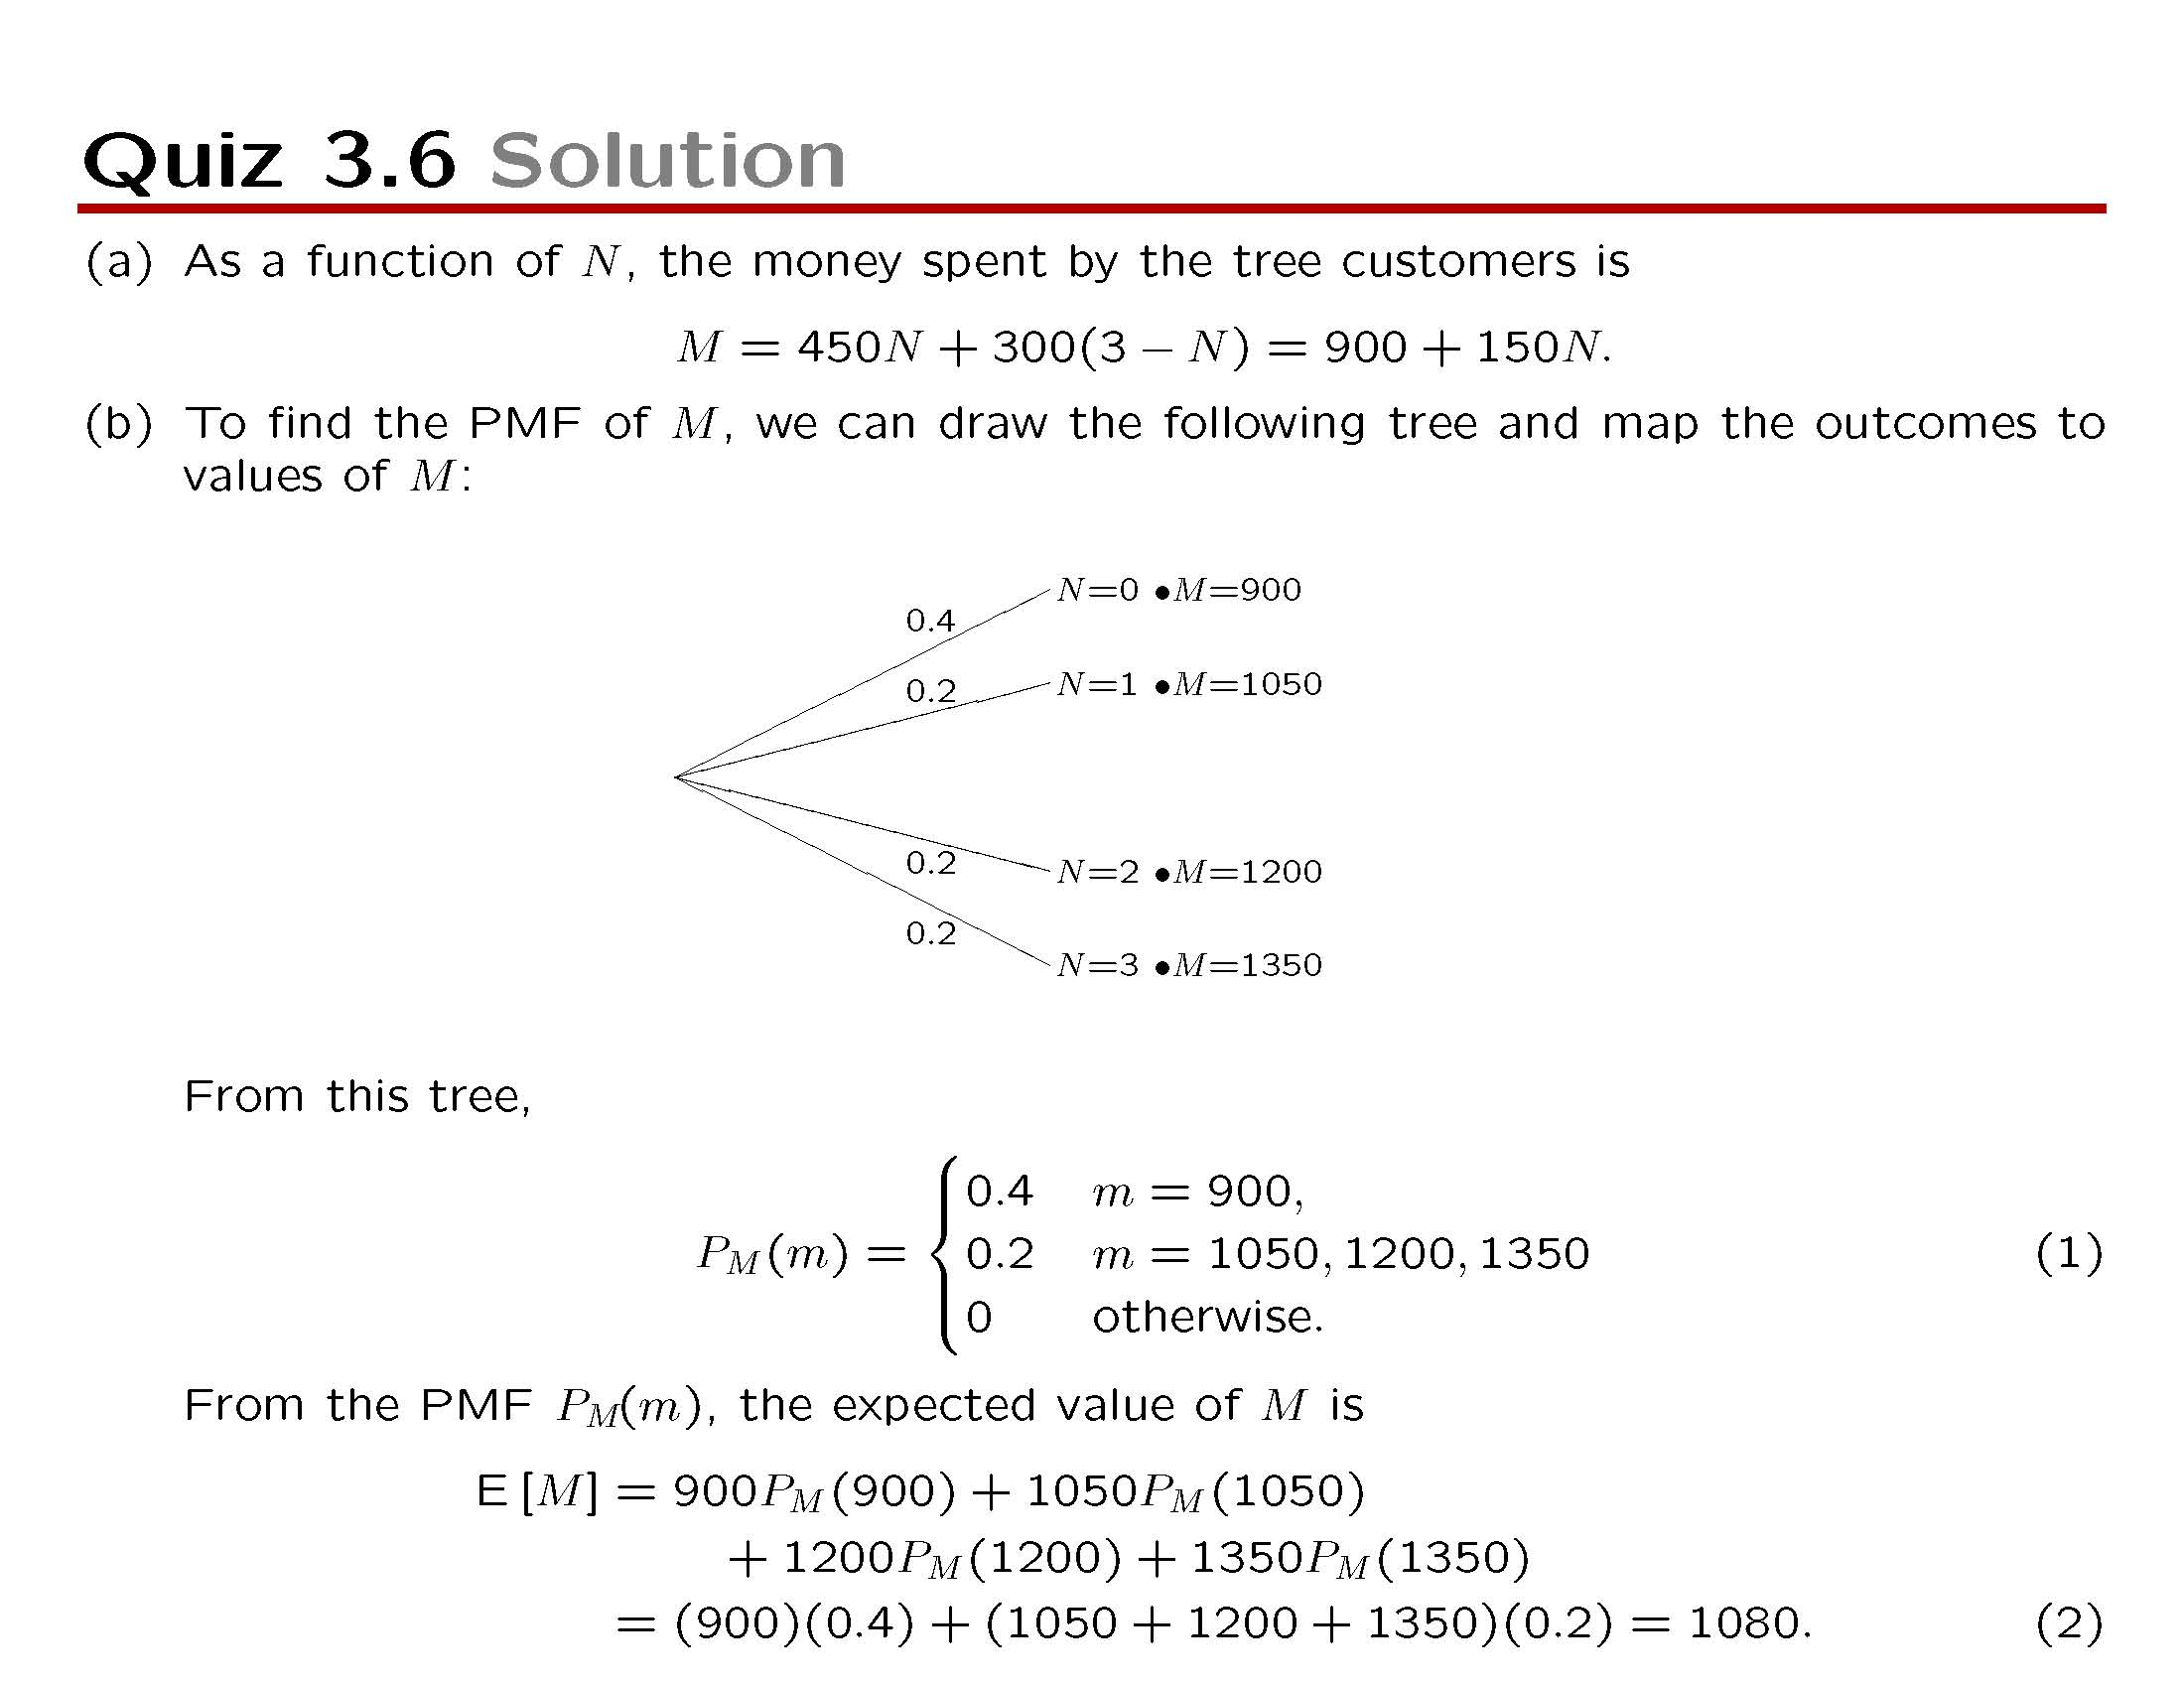 Quiz 3.6 Solution
(a) As a function of N, the money spent by the tree customers is
M = 450N + 300(3 − N) = 900 + 150N.
(b) To find the PMF of M, we can draw the following tree and map the outcomes to
values of M:
0.4 N=0 •M=900
0.2 N=1 •M=1050
0.2 N=2 •M=1200
0.2 N=3 •M=1350
From this tree,
P_M(m) = { 0.4 m = 900,
0.2 m = 1050, 1200, 1350 (1)
0 otherwise.
From the PMF P_M(m), the expected value of M is
E [M] = 900P_M(900) + 1050P_M(1050)
+ 1200P_M(1200) + 1350P_M(1350)
= (900)(0.4) + (1050 + 1200 + 1350)(0.2) = 1080. (2)